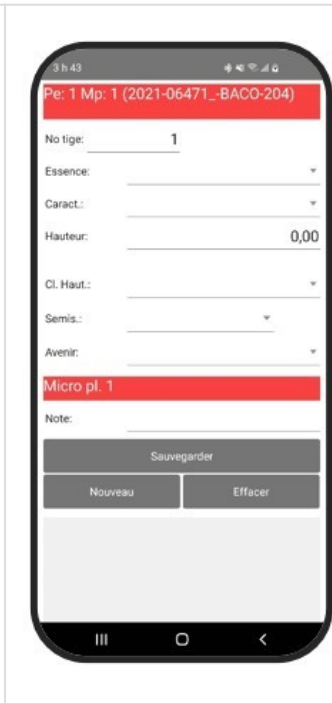 3 h 43
Pe: 1 Mp: 1 (2021-06471_-BACO-204)
No tige: 1
Essence:
Caract.:
Hauteur: 0,00
Cl. Haut.:
Semis.:
Avenir:
Micro pl. 1
Note:
Sauvegarder
Nouveau Effacer